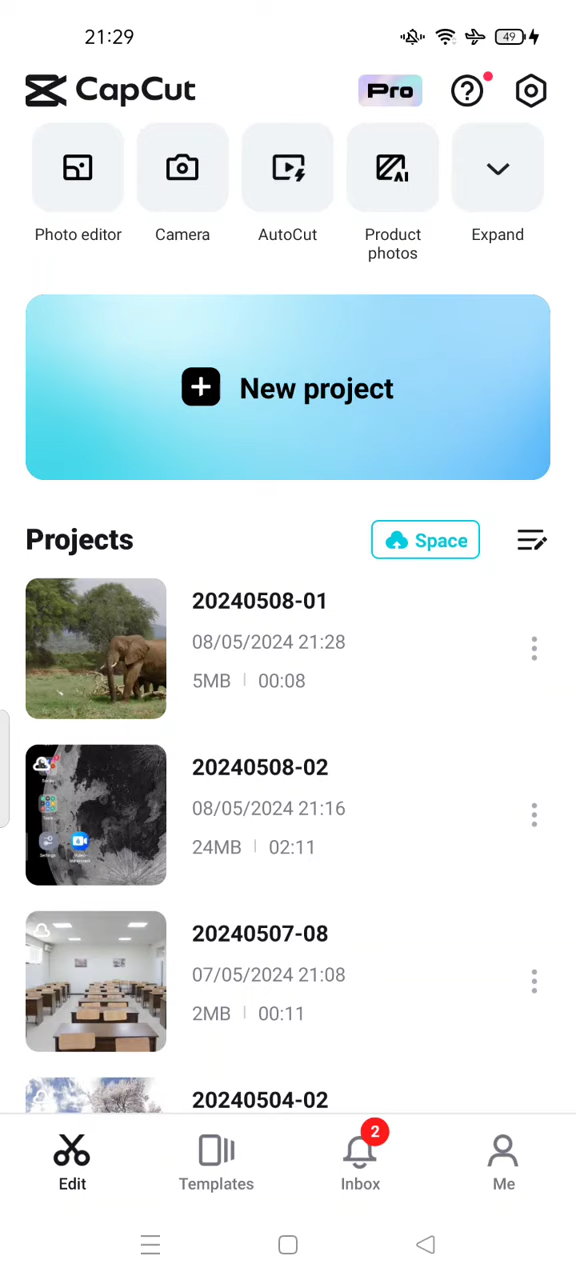 21:29
49
CapCut
Pro
Photo editor
Camera
AutoCut
AI
Product
photos
Expand
New project
Projects
Space
20240508-01
08/05/2024 21:28
5MB | 00:08
20240508-02
08/05/2024 21:16
24MB | 02:11
20240507-08
07/05/2024 21:08
2MB | 00:11
20240504-02
2
Edit
Templates
Inbox
Me